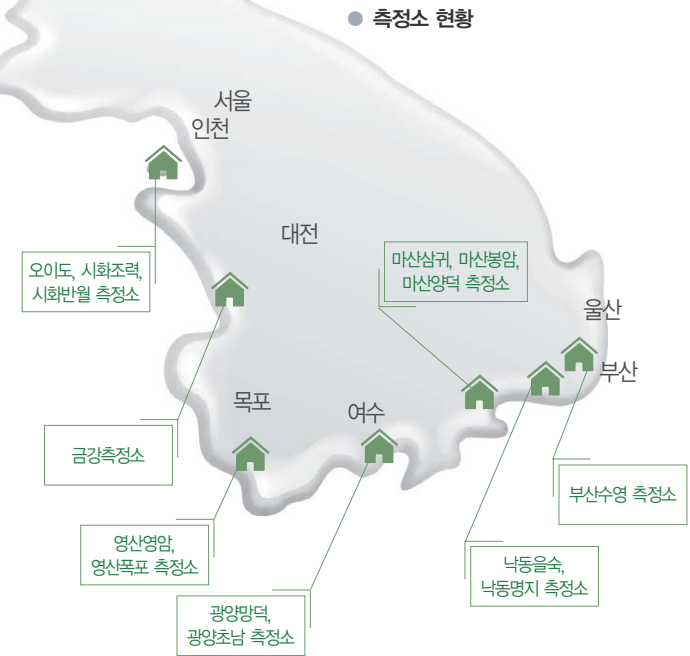 측정소 현황
서울
인천
대전
오이도, 시화조력,
시화반월 측정소
마산삼귀, 마산봉암,
마산양덕 측정소
울산
부산
목포
여수
금강측정소
부산수영 측정소
영산영암,
영산폭포 측정소
낙동을숙,
낙동명지 측정소
광양망덕,
광양초남 측정소